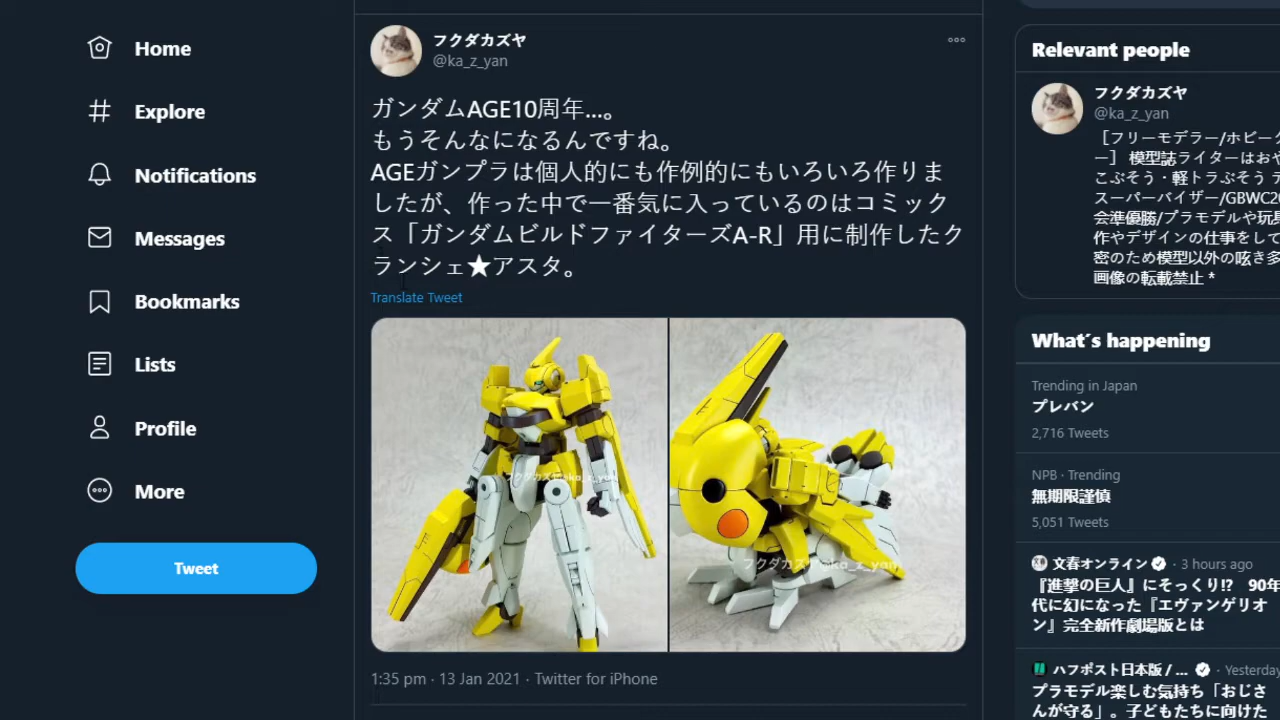 Home
Explore
Notifications
Messages
Bookmarks
Lists
Profile
More
Tweet
フクダカズヤ
@ka_z_yan
ガンダムAGE10周年...。
もうそんなになるんですね。
AGEガンプラは個人的にも作例的にもいろいろ作りま
したが、作った中で一番気に入っているのはコミック
ス「ガンダムビルドファイターズA-R」用に制作したク
ランシェ★アスタ。
Translate Tweet
フクダカズヤ@ka_z_yan
フクダカズヤ@ka_z_yan
1:35 pm · 13 Jan 2021 · Twitter for iPhone
Relevant people
フクダカズヤ
@ka_z_yan
［フリーモデラー/ホビーク
ー］ 模型誌ライターはおや
こぶそう・軽トラぶそう デ
スーパーバイザー/GBWC20
会準優勝/プラモデルや玩具
作やデザインの仕事をして
密のため模型以外の呟き多
画像の転載禁止 *
What's happening
Trending in Japan
プレバン
2,716 Tweets
NPB · Trending
無期限謹慎
5,051 Tweets
文春オンライン · 3 hours ago
『進撃の巨人』にそっくり!? 90年
代に幻になった『エヴァンゲリオ
ン』完全新作劇場版とは
ハフポスト日本版 / ... · Yesterday
プラモデル楽しむ気持ち「おじさ
んが守る」。子どもたちに向けた